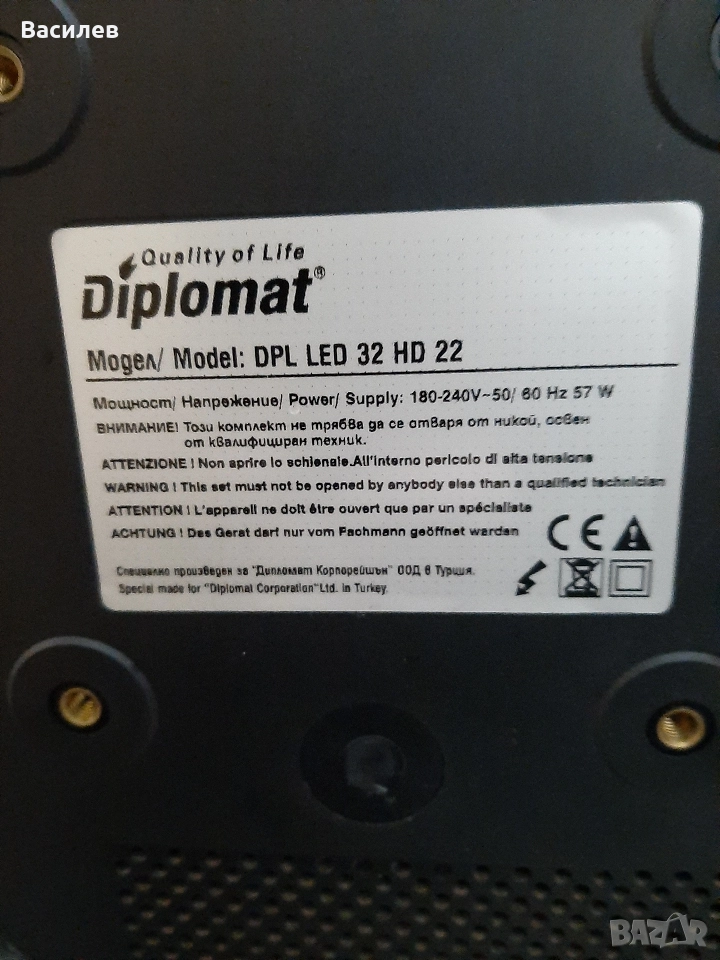 Василев
Quality of Life
Diplomat®
Модел/ Model: DPL LED 32 HD 22
Мощност/ Напрежение/ Power/ Supply: 180-240V~50/ 60 Hz 57 W
ВНИМАНИЕ! Този комплект не трябва да се отваря от никой, освен
от квалифициран техник.
ATTENZIONE ! Non aprire lo schienale.All'interno pericolo di alta tensione
WARNING ! This set must not be opened by anybody else than a qualified technician
ATTENTION ! L'appareil ne doit être ouvert que par un spécialiste
ACHTUNG ! Das Gerat darf nur vom Fachmann geöffnet warden
CE
Специално произведен за "Дипломат Корпорейшън" ООД в Турция.
Special made for "Diplomat Corporation"Ltd. in Turkey.
BAZAR